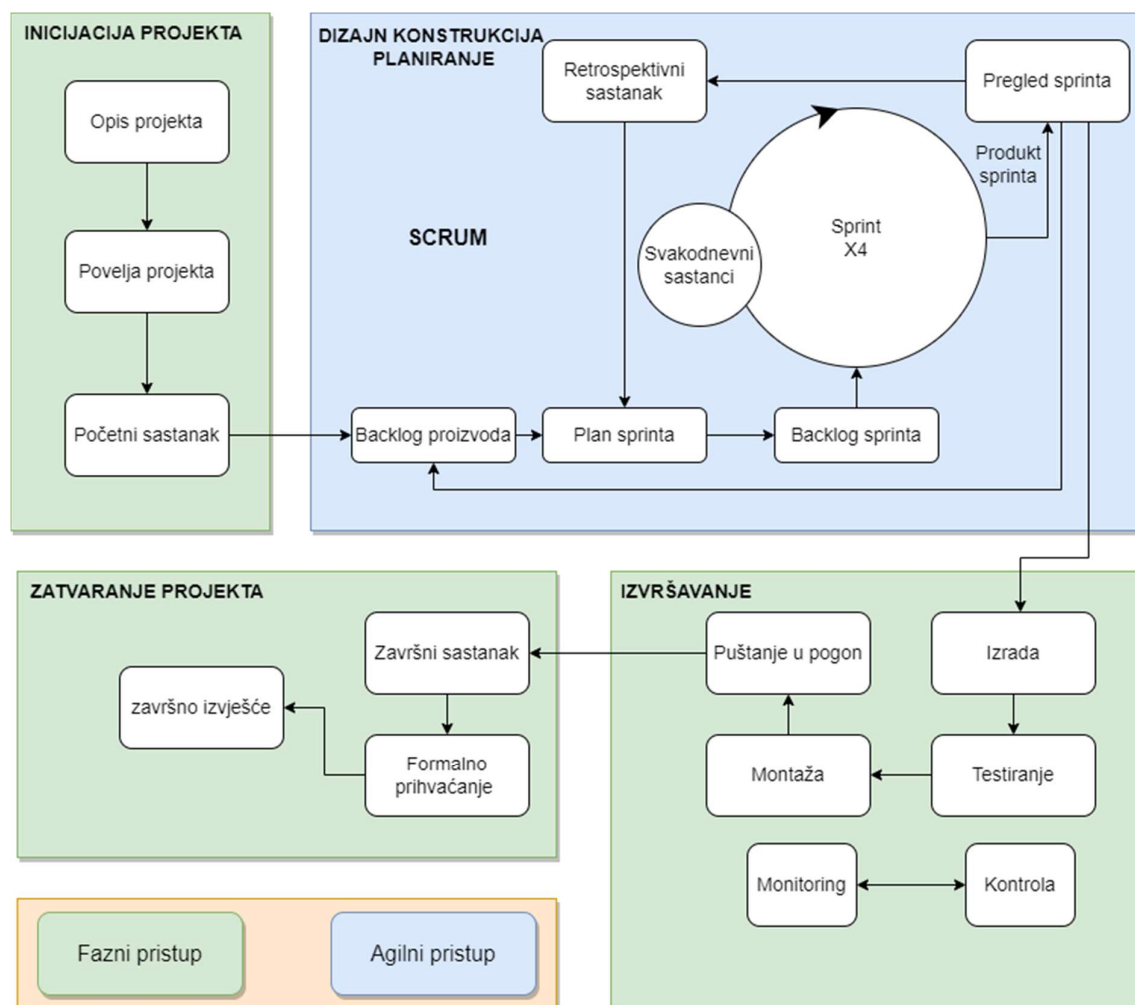 INICIJACIJA PROJEKTA
Opis projekta
Povelja projekta
Početni sastanak
DIZAJN KONSTRUKCIJA
PLANIRANJE
Retrospektivni
sastanak
Pregled sprinta
Produkt
sprinta
SCRUM
Svakodnevni
sastanci
Sprint
X4
Backlog proizvoda
Plan sprinta
Backlog sprinta
ZATVARANJE PROJEKTA
Završni sastanak
završno izvješće
Formalno
prihvaćanje
IZVRŠAVANJE
Puštanje u pogon
Izrada
Montaža
Testiranje
Monitoring
Kontrola
Fazni pristup
Agilni pristup